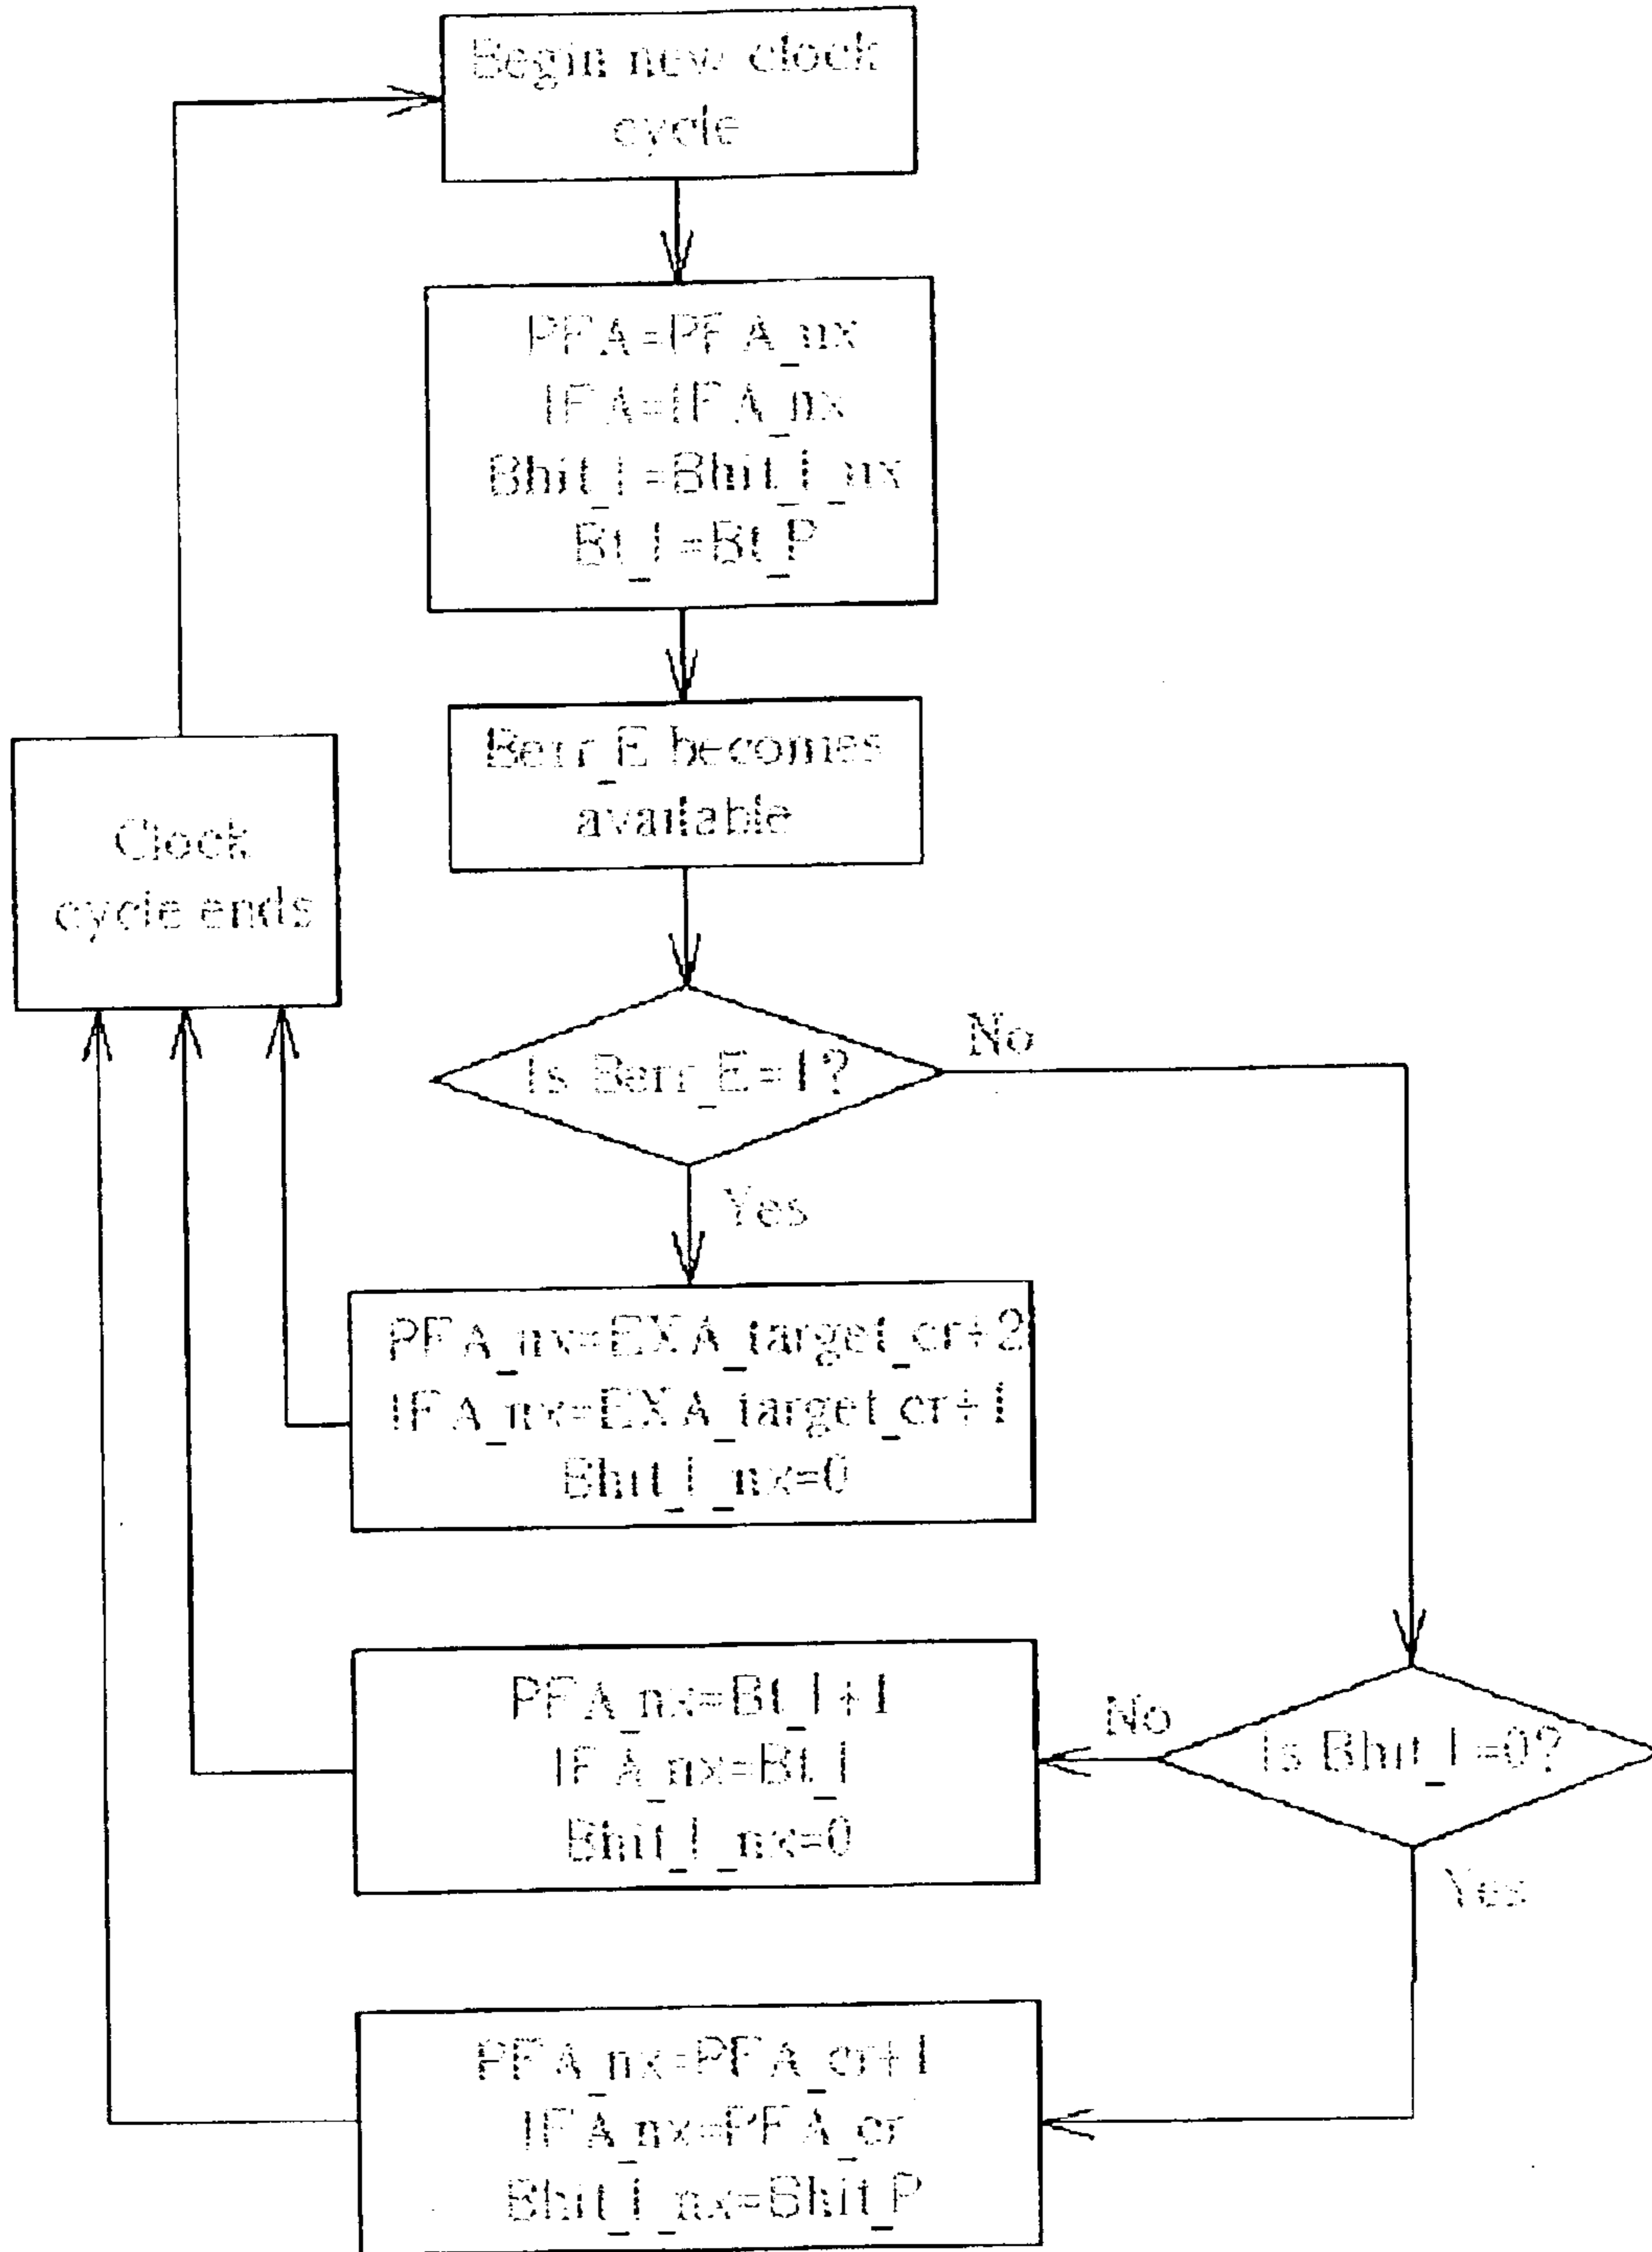 Begin new clock
cycle
PFA=PFA_nx
IFA=IFA_nx
Bhit_I=Bhit_I_nx
Bt_I=Bt_P
Berr_E becomes
available
Clock
cycle ends
Is Berr_E=1?
No
Yes
PFA_nx=EXA_target_cr+2
IFA_nx=EXA_target_cr+1
Bhit_I_nx=0
PFA_nx=Bt_I+1
IFA_nx=Bt_I
Bhit_I_nx=0
No
Is Bhit_I=0?
Yes
PFA_nx=PFA_cr+1
IFA_nx=PFA_cr
Bhit_I_nx=Bhit_P